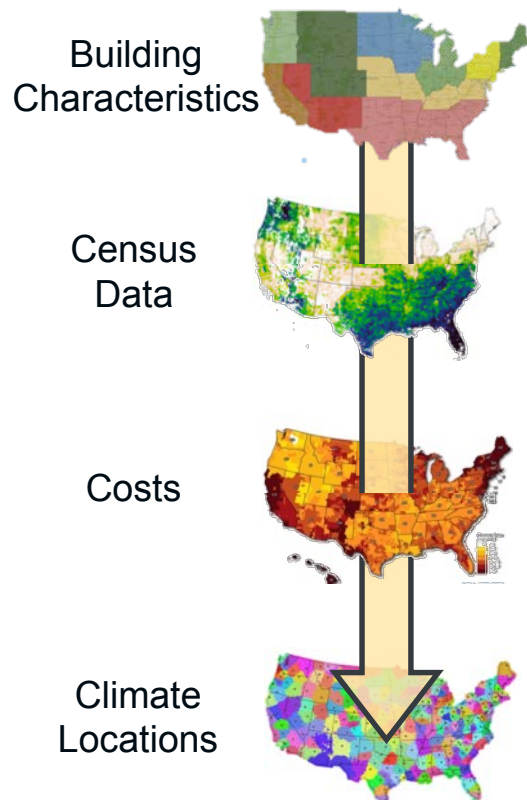 Building
Characteristics
Census
Data
Costs
Climate
Locations